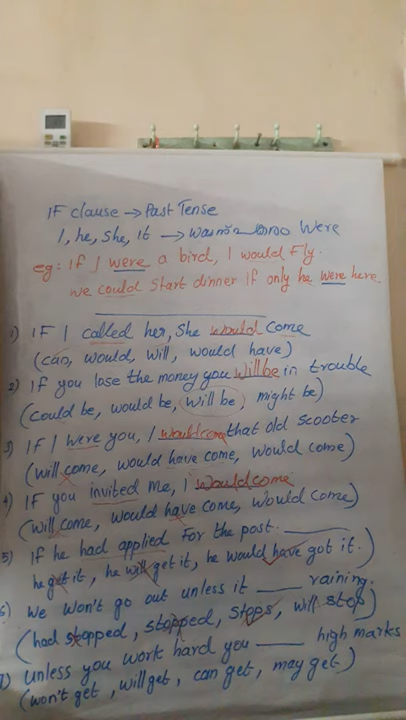 IF clause → Past Tense
I, he, she, it → Were
eg: If I were a bird, I would Fly.
we could start dinner if only he were here.
1) IF I called her, she would come
(can, would, will, would have)
2) If you lose the money you will be in trouble
(could be, would be, will be, might be)
3) If I were you, I would come that old scooter
(will come, would have come, would come)
4) IF you invited me, I would come
(will come, would have come, would come)
5) If he had applied for the post. ______
he get it, he will get it, he would have got it.)
6) We won't go out unless it ____ raining.
(had stopped, stopped, stops, will stop)
7) Unless you work hard you ____ high marks
(won't get, will get, can get, may get)